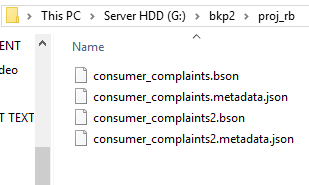 This PC > Server HDD (G:) > bkp2 > proj_rb
ENT
deo
T TEXT
Name
consumer_complaints.bson
consumer_complaints.metadata.json
consumer_complaints2.bson
consumer_complaints2.metadata.json